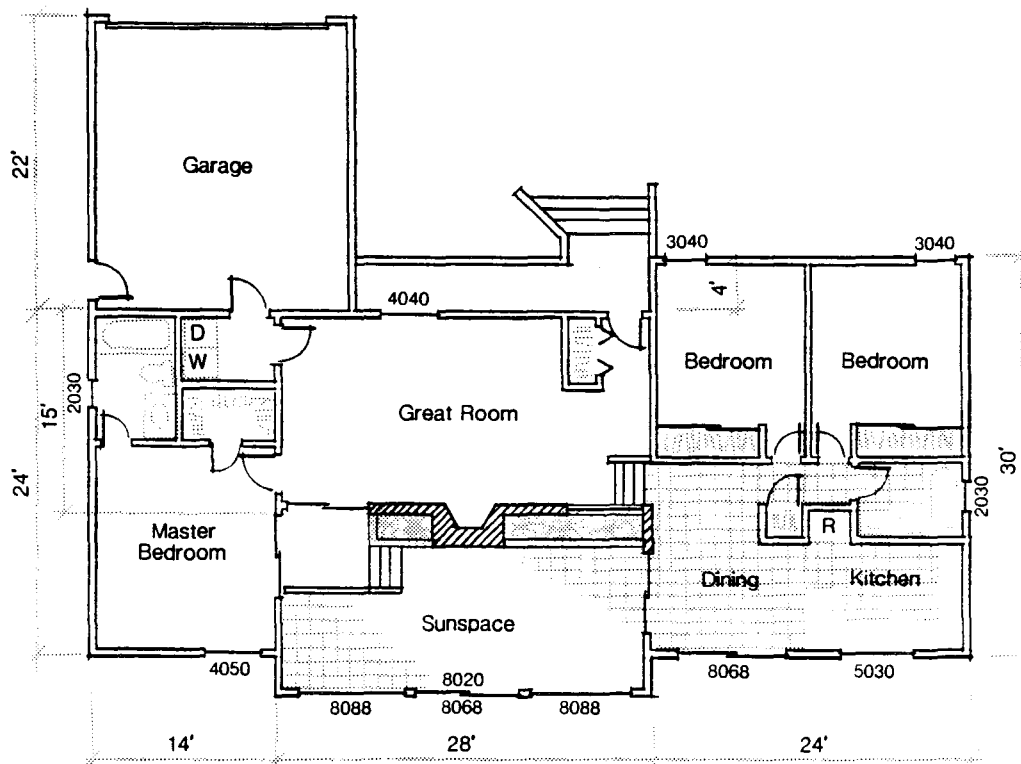 22'
Garage
3040
3040
4040
4'
D
W
Bedroom
Bedroom
2030
15'
Great Room
24'
30'
2030
Master
Bedroom
R
Dining
Kitchen
Sunspace
4050
8020
8068
5030
8088
8068
8088
14'
28'
24'